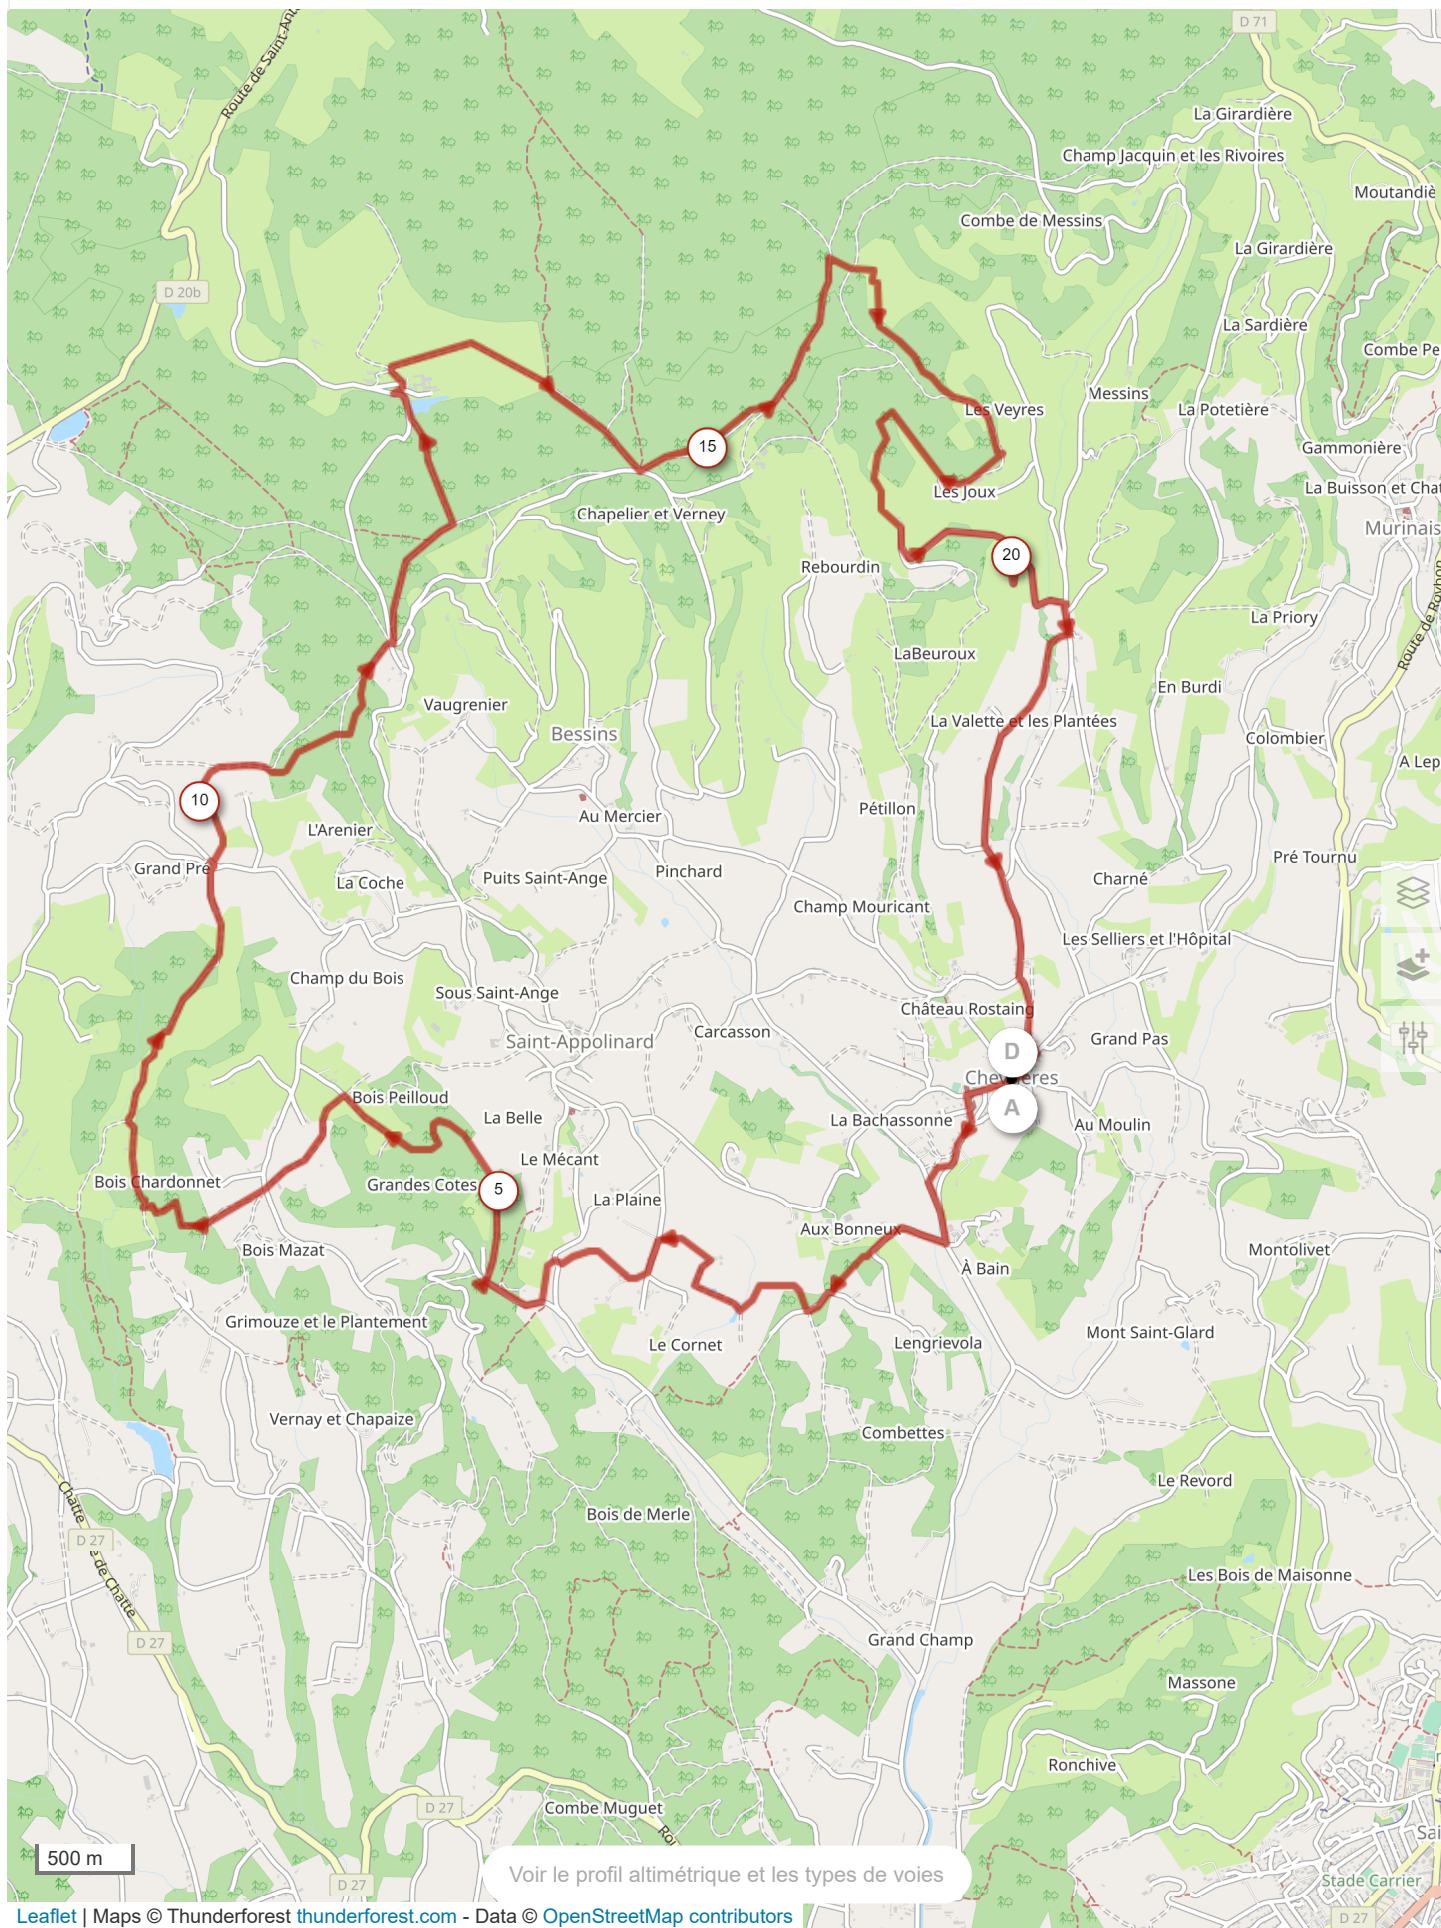 D 71
La Girardière
Champ Jacquin et les Rivoires
Moutandiè
Combe de Messins
La Girardière
D 20b
La Sardière
Combe Pe
Messins
Les Veyres
La Potetière
15
Gammonière
Les Joux
La Buisson et Chat
Chapelier et Verney
Murinais
20
Rebourdin
Route de Roybon
La Priory
LaBeuroux
En Burdi
Vaugrenier
La Valette et les Plantées
Bessins
Colombier
A Lep
10
Pétillon
Au Mercier
L'Arenier
Pré Tournu
Grand Pré
Pinchard
Puits Saint-Ange
Charné
La Coche
Champ Mouricant
Les Selliers et l'Hôpital
Champ du Bois
Sous Saint-Ange
Château Rostaing
Carcasson
Grand Pas
Saint-Appolinard
D
Bois Peilloud
A
La Belle
La Bachassonne
Au Moulin
Le Mécant
Bois Chardonnet
Grandes Cotes
5
La Plaine
Aux Bonneux
Bois Mazat
Montolivet
À Bain
Grimouze et le Plantement
Mont Saint-Glard
Lengrievola
Le Cornet
Vernay et Chapaize
Combettes
Le Revord
Chatte
Bois de Merle
D 27
Les Bois de Maisonne
de Chatte
D 27
Grand Champ
Massone
Ronchive
D 27
Combe Muguet
Rou
Sai
500 m
Voir le profil altimétrique et les types de voies
Stade Carrier
D 27
D 27
Leaflet | Maps © Thunderforest thunderforest.com - Data © OpenStreetMap contributors